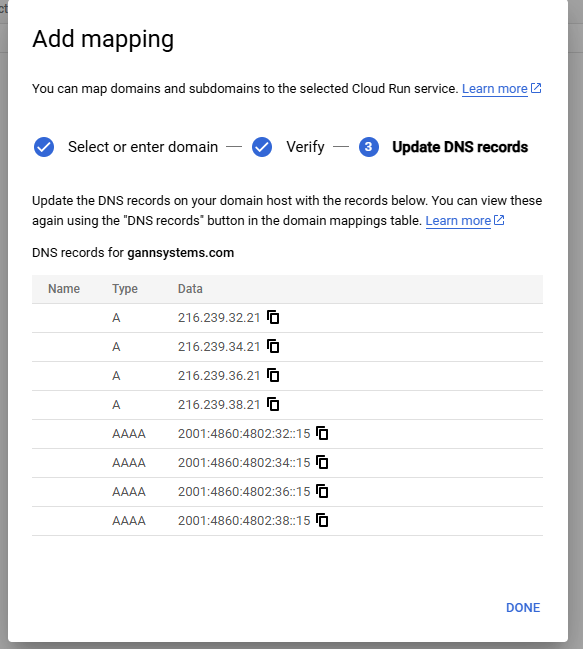 ct
Add mapping
You can map domains and subdomains to the selected Cloud Run service. Learn more
Select or enter domain
Verify
3 Update DNS records
Update the DNS records on your domain host with the records below. You can view these
again using the "DNS records" button in the domain mappings table. Learn more
DNS records for gannsystems.com
Name Type Data
A 216.239.32.21
A 216.239.34.21
A 216.239.36.21
A 216.239.38.21
AAAA 2001:4860:4802:32::15
AAAA 2001:4860:4802:34::15
AAAA 2001:4860:4802:36::15
AAAA 2001:4860:4802:38::15
DONE